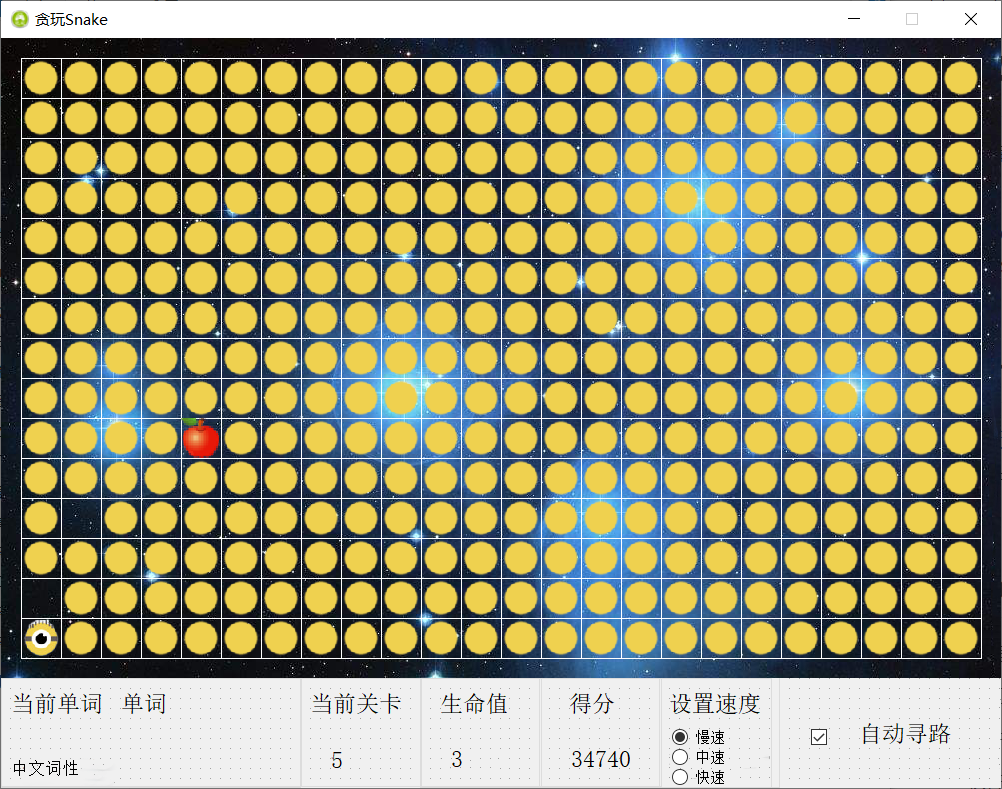 贪玩Snake
当前单词 单词
当前关卡
生命值
得分
设置速度
慢速
中速
快速
自动寻路
5
3
34740
中文词性